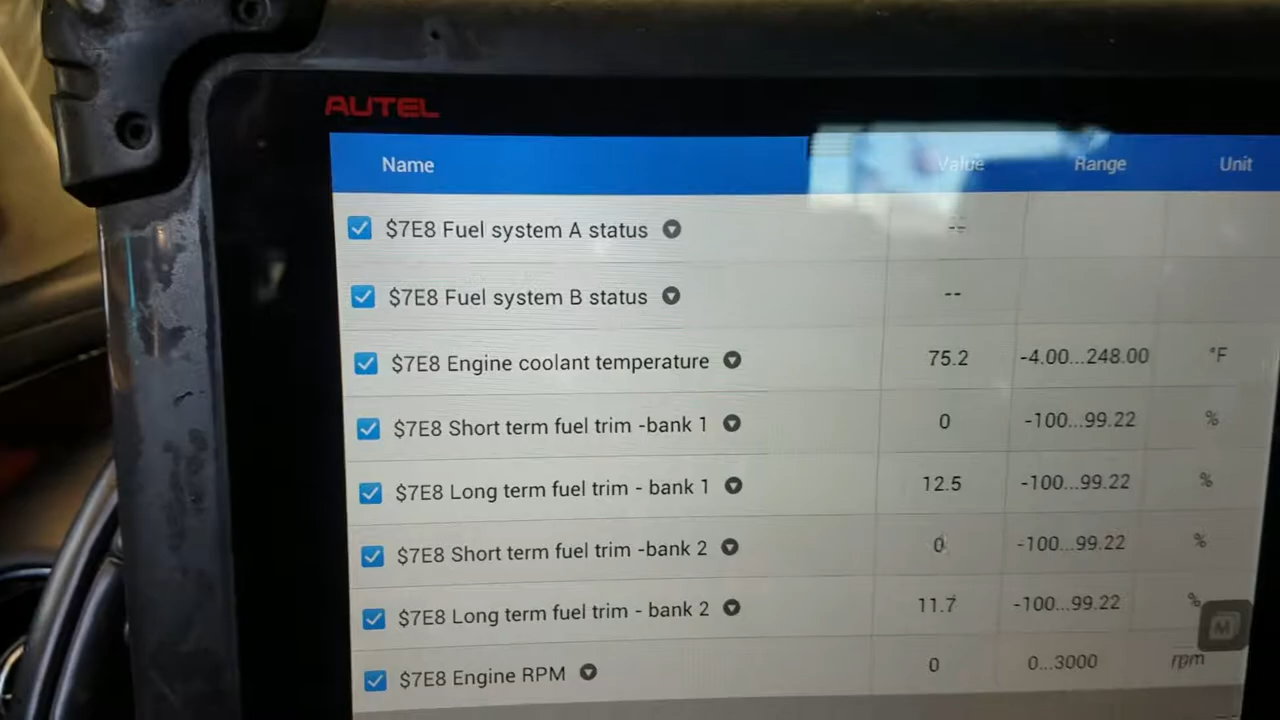 AUTEL
Name Value Range Unit
$7E8 Fuel system A status --
$7E8 Fuel system B status --
$7E8 Engine coolant temperature 75.2 -4.00...248.00 °F
$7E8 Short term fuel trim -bank 1 0 -100...99.22 %
$7E8 Long term fuel trim - bank 1 12.5 -100...99.22 %
$7E8 Short term fuel trim -bank 2 0 -100...99.22 %
$7E8 Long term fuel trim - bank 2 11.7 -100...99.22 %
M
$7E8 Engine RPM 0 0...3000 rpm